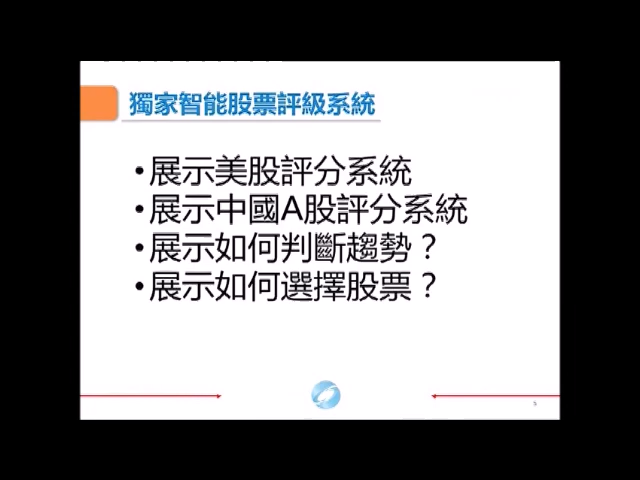 獨家智能股票評級系統
•展示美股評分系統
•展示中國A股評分系統
•展示如何判斷趨勢？
•展示如何選擇股票？